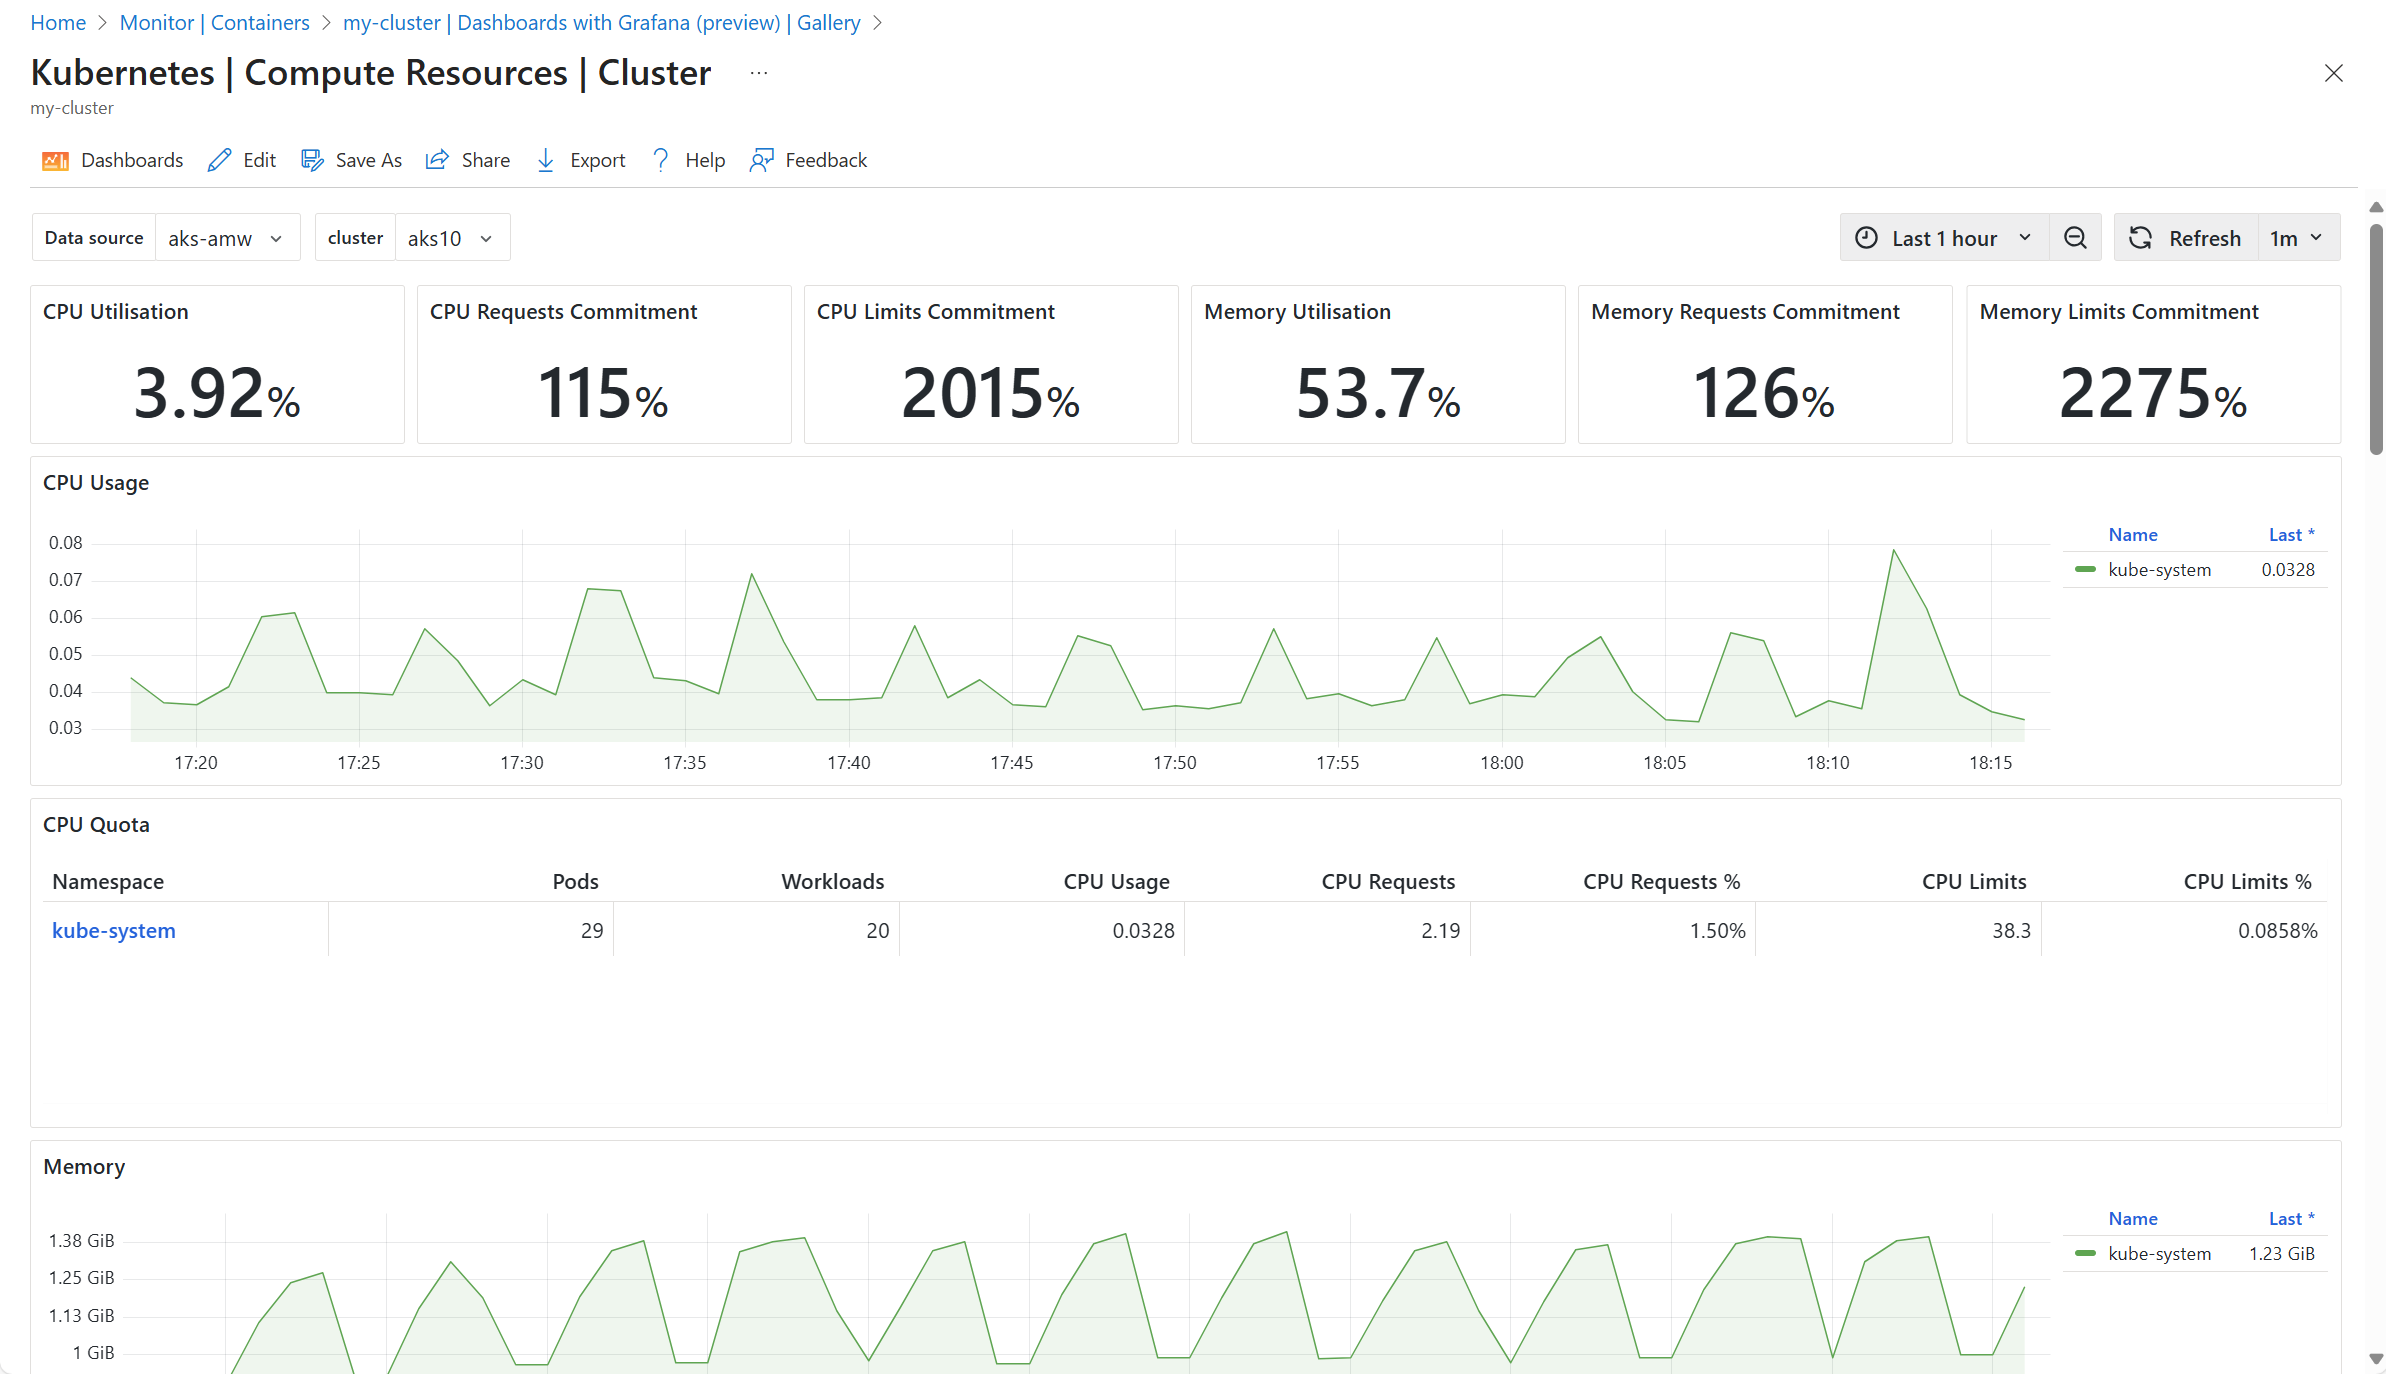 Home > Monitor | Containers > my-cluster | Dashboards with Grafana (preview) | Gallery >
Kubernetes | Compute Resources | Cluster ...
my-cluster
Dashboards Edit Save As Share Export Help Feedback
Data source aks-amw cluster aks10 Last 1 hour Refresh 1m
CPU Utilisation CPU Requests Commitment CPU Limits Commitment Memory Utilisation Memory Requests Commitment Memory Limits Commitment
3.92% 115% 2015% 53.7% 126% 2275%
CPU Usage
Name Last *
kube-system 0.0328
0.08
0.07
0.06
0.05
0.04
0.03
17:20 17:25 17:30 17:35 17:40 17:45 17:50 17:55 18:00 18:05 18:10 18:15
CPU Quota
Namespace Pods Workloads CPU Usage CPU Requests CPU Requests % CPU Limits CPU Limits %
kube-system 29 20 0.0328 2.19 1.50% 38.3 0.0858%
Memory
Name Last *
kube-system 1.23 GiB
1.38 GiB
1.25 GiB
1.13 GiB
1 GiB